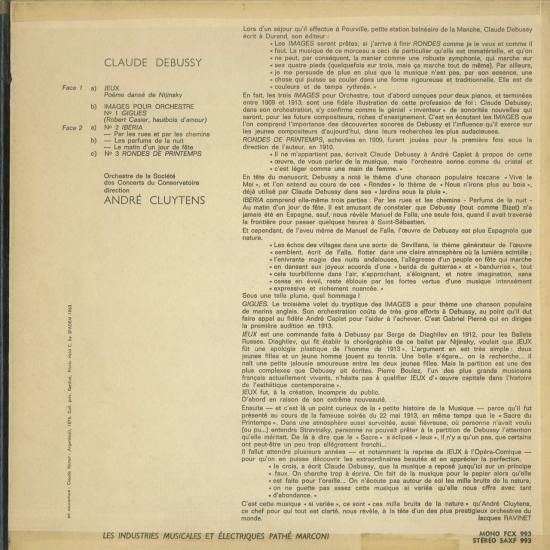 CLAUDE DEBUSSY
Face 1 a) JEUX
Poème dansé de Nijinsky
b) IMAGES POUR ORCHESTRE
N° 1 GIGUES
(Robert Casier, hautbois d'amour)
Face 2 a) N° 2 IBERIA
— Par les rues et par les chemins
b) — Les parfums de la nuit
— Le matin d'un jour de fête
c) N° 3 RONDES DE PRINTEMPS
Orchestre de la Société
des Concerts du Conservatoire
direction
ANDRÉ CLUYTENS
Lors d'un séjour qu'il effectue à Pourville, petite station balnéaire de la Manche, Claude Debussy
écrit à Durand, son éditeur :
« Les IMAGES seront prêtes, si j'arrive à finir RONDES comme je le veux et comme il
« faut. La musique de ce morceau a ceci de particulier qu'elle est immatérielle, et qu'on
« ne peut, par conséquent, la manier comme une robuste symphonie, qui marche sur
« ses quatre pieds (quelquefois sur trois, mais ça marche tout de même). Par ailleurs,
« je me persuade de plus en plus que la musique n'est pas, par son essence, une
« chose qui puisse se couler dans une forme rigoureuse et traditionnelle. Elle est de
« couleurs et de temps rythmés. »
En fait, les trois IMAGES pour Orchestre, tout d'abord conçues pour deux pianos, et terminées
entre 1909 et 1913, sont une fidèle illustration de cette profession de foi : Claude Debussy,
dans son orchestration, s'y confirme comme le génial « inventeur » de sonorités nouvelles qui
seront, pour les futurs compositeurs, riches d'enseignement. C'est en écoutant les IMAGES que
l'on comprend l'importance des découvertes sonores de Debussy et l'influence qu'il exerce sur
les jeunes compositeurs d'aujourd'hui, dans leurs recherches les plus audacieuses.
RONDES DE PRINTEMPS, achevées en 1909, furent jouées pour la première fois sous la
direction de l'auteur, en 1910.
« Il ne m'appartient pas, écrivait Claude Debussy à André Caplet à propos de cette
« œuvre, de vous parler de la musique, mais l'orchestre sonne comme du cristal et
« c'est léger comme une main de femme. »
En tête du manuscrit, Debussy a noté le thème d'un chanson populaire toscane « Vive le
Mai », et l'on entend au cours de ces « Rondes » le thème de « Nous n'irons plus au bois »,
déjà utilisé par Claude Debussy dans ses « Jardins sous la pluie ».
IBERIA comprend elle-même trois parties : Par les rues et les chemins - Parfums de la nuit -
Au matin d'un jour de fête. Il est amusant de constater que Debussy (tout comme Bizet) n'a
jamais été en Espagne, sauf, nous révèle Manuel de Falla, une seule fois, quand il avait traversé
la frontière pour passer quelques heures à Saint-Sébastien.
Et cependant, de l'aveu même de Manuel de Falla, l'œuvre de Debussy est plus Espagnole que
nature.
« Les échos des villages dans une sorte de Sevillana, le thème générateur de l'œuvre
« semblent, écrit de Falla, flotter dans une claire atmosphère où la lumière scintille ;
« l'enivrante magie des nuits andalouses, l'allégresse d'un peuple en fête qui marche
« en dansant aux joyeux accords d'une « banda de guitarras » et « bandurrias », tout
« cela tourbillonne dans l'air, s'approchant, s'éloignant, et notre imagination, sans
« cesse en éveil, reste éblouie par les fortes vertus d'une musique intensément
« expressive et richement nuancée. »
Sous une telle plume, quel hommage !
GIGUES. Le troisième volet du tryptique des IMAGES a pour thème une chanson populaire
de marins anglais. Son orchestration coûta de très gros efforts à Debussy, au point qu'il dut
faire appel au fidèle André Caplet pour l'aider à l'achever. C'est Gabriel Pierné qui en dirigea
la première audition en 1913.
JEUX est une commande faite à Debussy par Serge de Diaghilev en 1912, pour les Ballets
Russes. Diaghilev, qui fit établir la chorégraphie de ce ballet par Nijinsky, voulait que JEUX
fût une apologie plastique de l'homme de 1913 ». L'argument en est très simple : deux
jeunes filles et un jeune homme jouent au tennis. Une balle s'égare... on la recherche... il
naît une petite jalousie amoureuse entre les deux jeunes filles. Mais la partition est une des
plus complexes que Debussy ait écrites. Pierre Boulez, l'un des plus grands musiciens
français actuellement vivants, n'hésite pas à qualifier JEUX d'« œuvre capitale dans l'histoire
de l'esthétique contemporaine ».
JEUX fut, à la création, incompris du public.
D'abord en raison de son extrême nouveauté.
Ensuite — et c'est là un point curieux de la « petite histoire de la Musique — parce qu'il fut
présenté au cours de la fameuse soirée du 22 mai 1913, en même temps que le « Sacre du
Printemps ». Dans une atmosphère aussi survoltée, aussi fiévreuse, où personne n'avait voulu
(ou pu...) entendre Stravinsky, personne ne pouvait prêter à la partition de Debussy l'attention
qu'elle méritait. De là à dire que le « Sacre » a éclipsé « Jeux », il n'y a qu'un pas, que certains
ont peut-être un peu trop allégrement franchi...
Il fallut attendre plusieurs années — et notamment la reprise de JEUX à l'Opéra-Comique —
pour qu'on en puisse découvrir les extraordinaires beautés et en apprécier la perfection.
« Je crois, a écrit Claude Debussy, que la musique a reposé jusqu'ici sur un principe
« faux. On cherche trop à écrire. On fait de la musique pour le papier alors qu'elle
« est faite pour l'oreille... On n'écoute pas autour de soi les mille bruits de la nature,
« on ne guette pas assez cette musique si variée qu'elle nous offre avec tant
« d'abondance. »
C'est cette musique « si variée », ce sont « ces mille bruits de la nature » qu'André Cluytens,
ce chef pour qui tout est clarté, nous révèle, à la tête d'un des plus prestigieux orchestres du
monde.
Jacques RAVINET
LES INDUSTRIES MUSICALES ET ÉLECTRIQUES PATHÉ MARCONI
MONO FCX 993
STÉRÉO SAXF 993